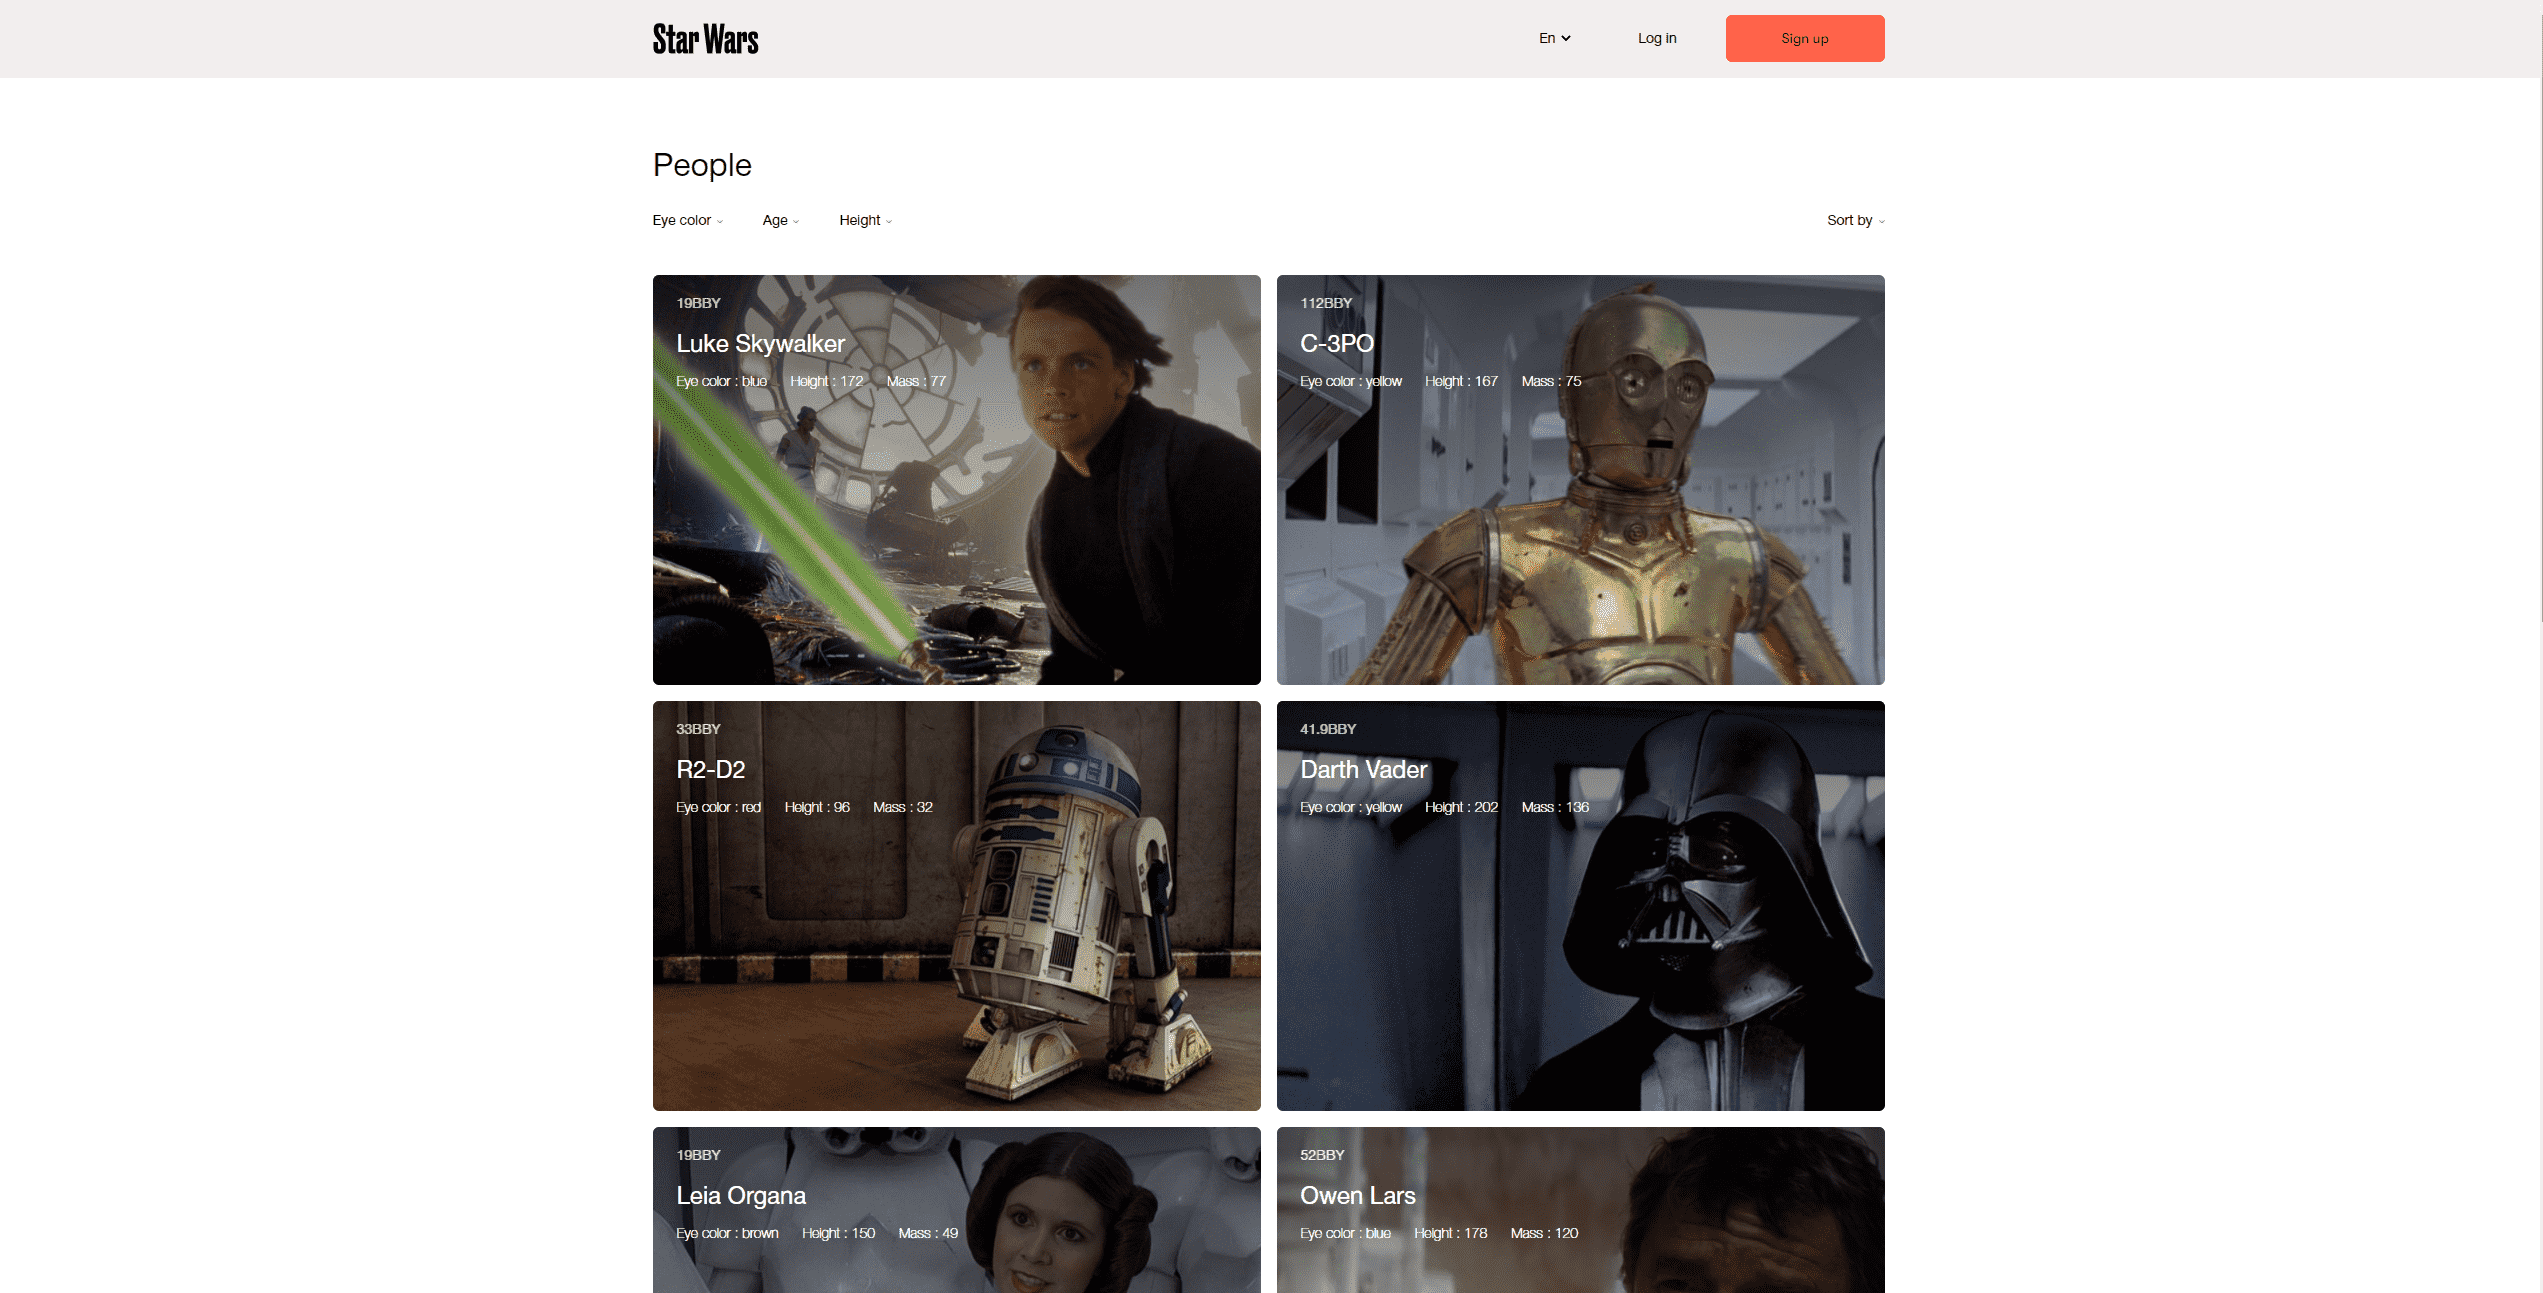 Star Wars
En
Log in
Sign up
People
Eye color
Age
Height
Sort by
19BBY
Luke Skywalker
Eye color : blue Height : 172 Mass : 77
112BBY
C-3PO
Eye color : yellow Height : 167 Mass : 75
33BBY
R2-D2
Eye color : red Height : 96 Mass : 32
41.9BBY
Darth Vader
Eye color : yellow Height : 202 Mass : 136
19BBY
Leia Organa
Eye color : brown Height : 150 Mass : 49
52BBY
Owen Lars
Eye color : blue Height : 178 Mass : 120